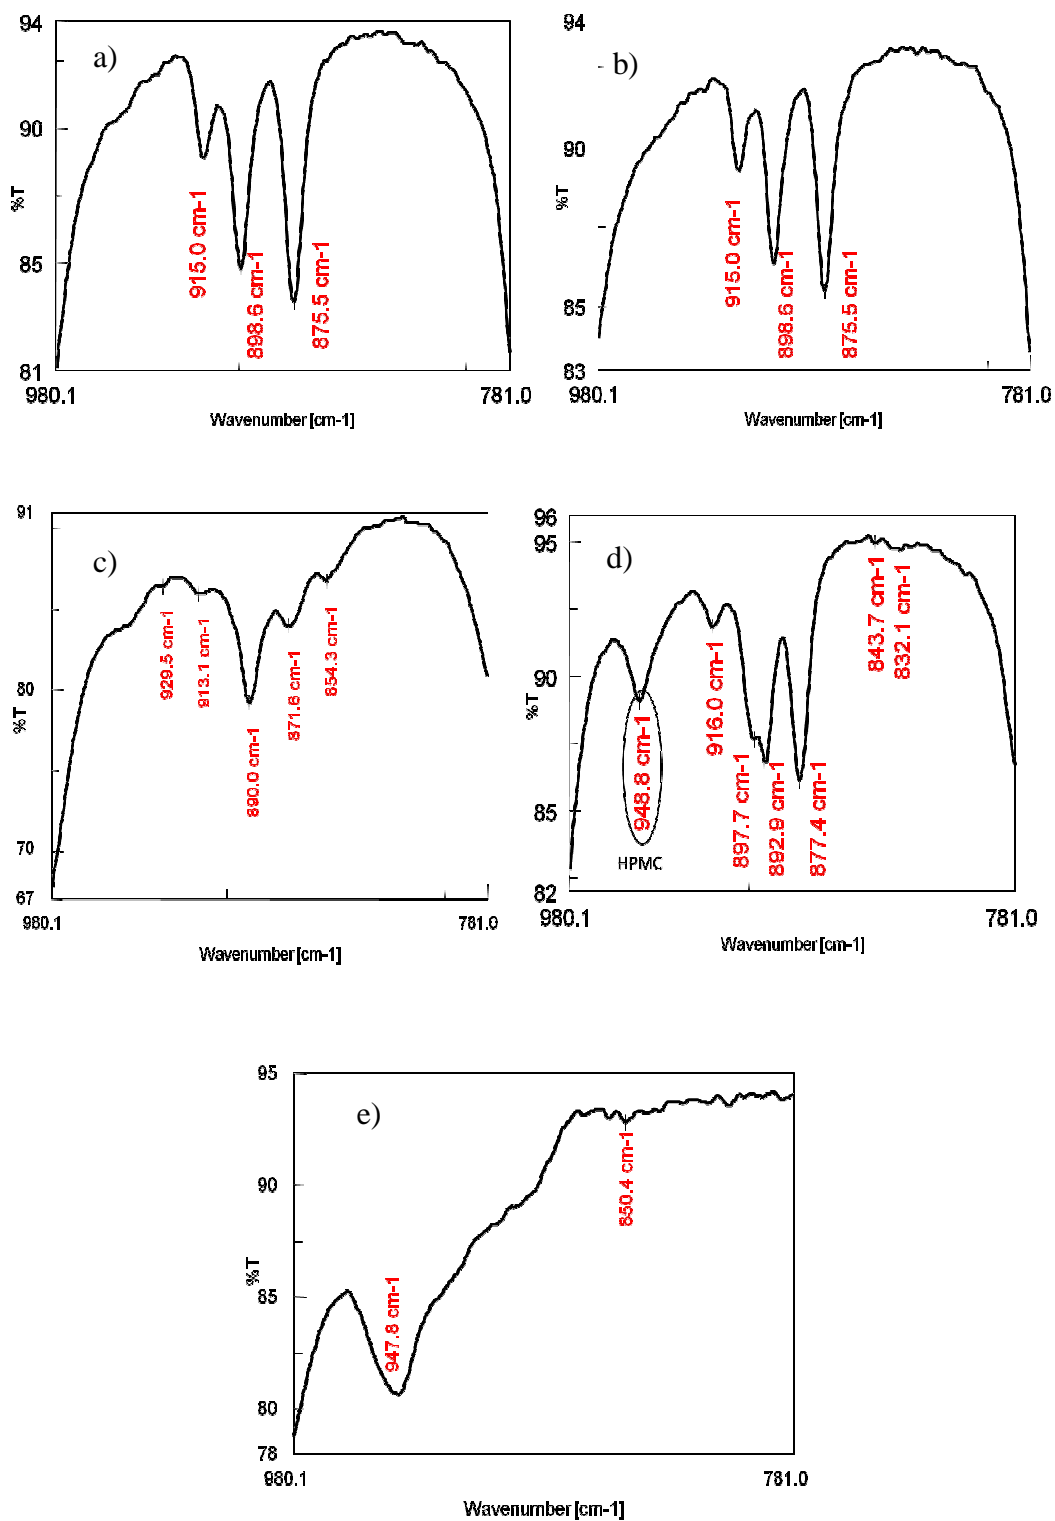 94
a)
90
%T
85
81
915.0 cm-1
898.6 cm-1
875.5 cm-1
980.1
781.0
Wavenumber [cm-1]
94
b)
90
%T
85
83
915.0 cm-1
898.6 cm-1
875.5 cm-1
980.1
781.0
Wavenumber [cm-1]
91
c)
80
%T
70
67
929.5 cm-1
913.1 cm-1
890.0 cm-1
871.6 cm-1
854.3 cm-1
980.1
781.0
Wavenumber [cm-1]
96
95
d)
90
%T
85
82
948.8 cm-1
HPMC
916.0 cm-1
897.7 cm-1
892.9 cm-1
877.4 cm-1
843.7 cm-1
832.1 cm-1
980.1
781.0
Wavenumber [cm-1]
95
e)
90
%T
85
80
78
947.8 cm-1
850.4 cm-1
980.1
781.0
Wavenumber [cm-1]